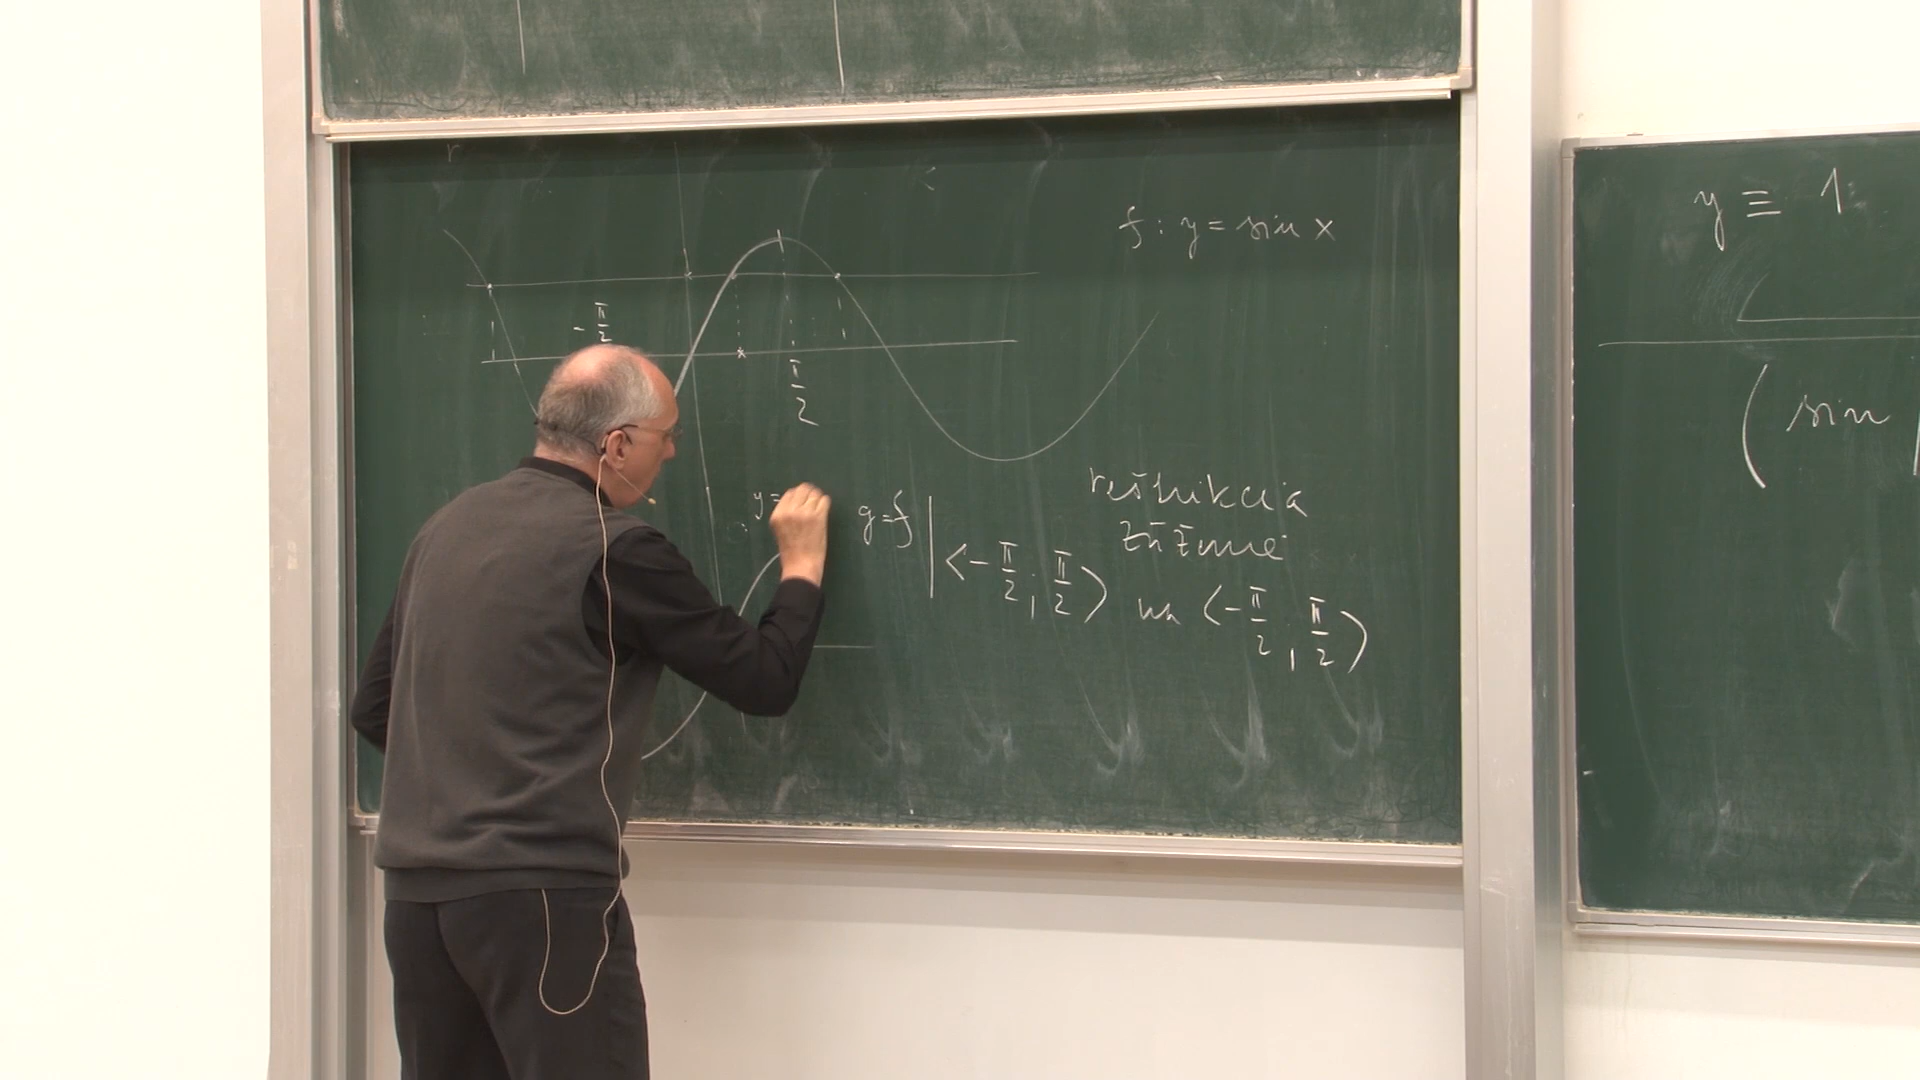 f: y = sin x
-π/2
π/2
y =
g = f | <-π/2, π/2>
reštrikcia
zúženie
na <-π/2, π/2>
y ≡ 1
( sin